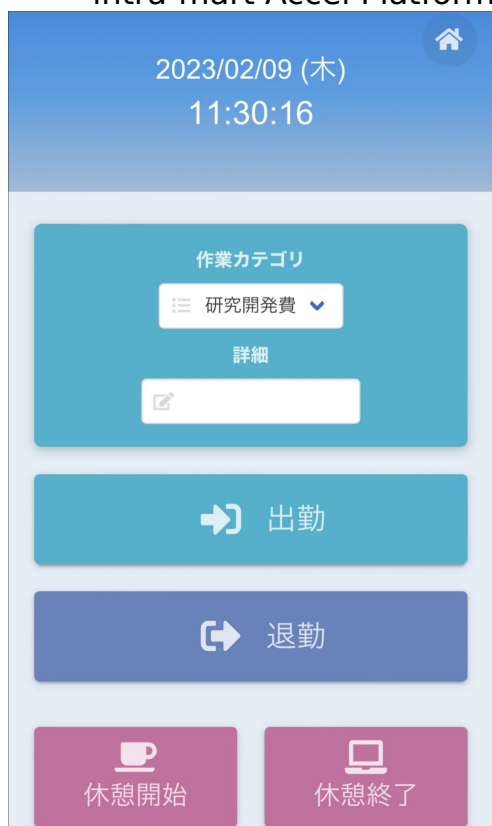 intra-mart Accel Platform
2023/02/09 (木)
11:30:16
作業カテゴリ
研究開発費
詳細
出勤
退勤
休憩開始
休憩終了